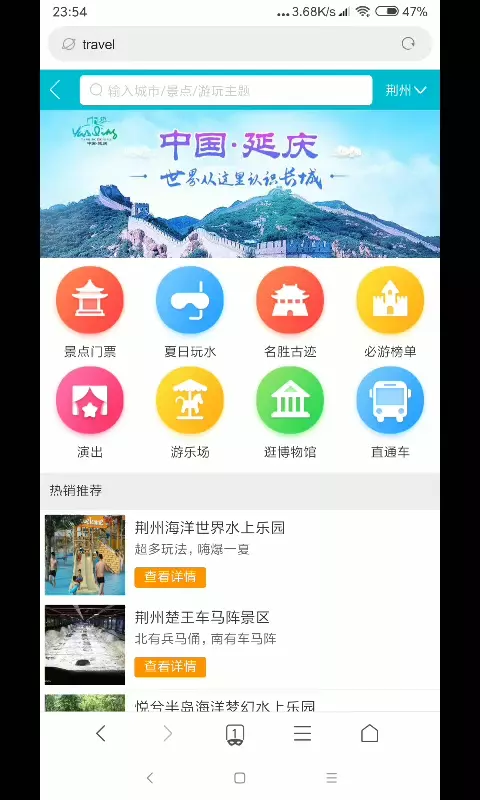 23:54
...3.68K/s 47%
travel
输入城市/景点/游玩主题
荆州
中国·延庆
中国·延庆
世界从这里认识长城
景点门票
夏日玩水
名胜古迹
必游榜单
演出
游乐场
逛博物馆
直通车
热销推荐
荆州海洋世界水上乐园
超多玩法，嗨爆一夏
查看详情
荆州楚王车马阵景区
北有兵马俑，南有车马阵
查看详情
悦兮半岛海洋梦幻水上乐园
1